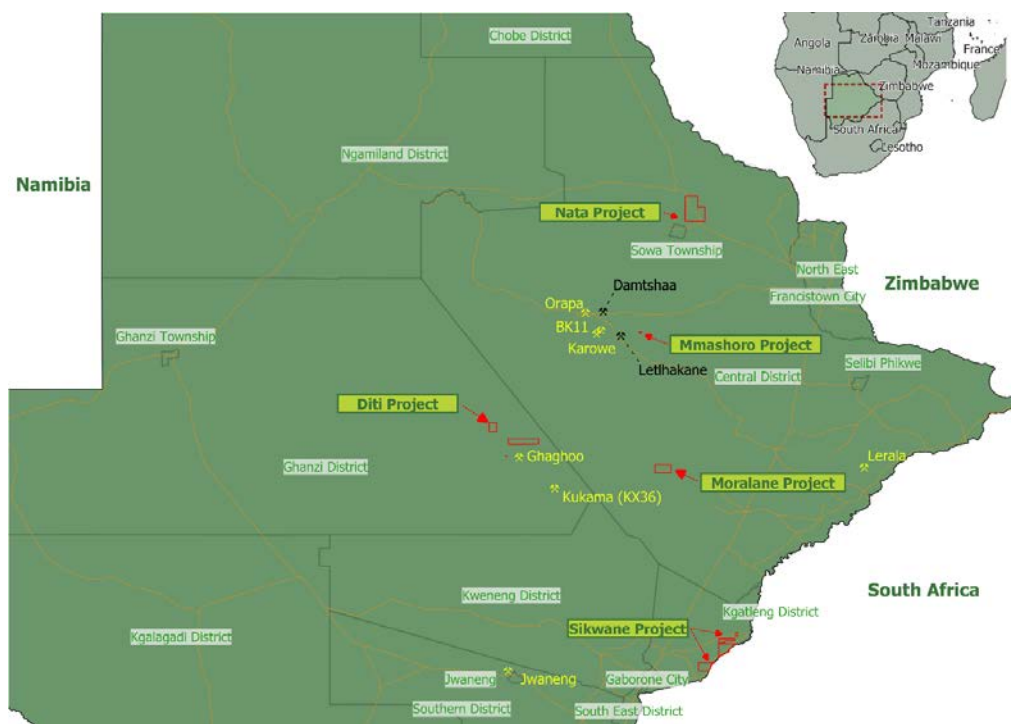 Chobe District
Tanzania
Angola
Zambia
Malawi
France
Mozambique
Namibia
Zimbabwe
South Africa
Lesotho
Ngamiland District
Namibia
Nata Project
Sowa Township
North East
Zimbabwe
Damtshaa
Francistown City
Orapa
BK11
Ghanzi Township
Karowe
Mmashoro Project
Letlhakane
Selibi Phikwe
Central District
Diti Project
Ghanzi District
Ghaghoo
Lerala
Moralane Project
Kukama (KX36)
South Africa
Kweneng District
Kgatleng District
Sikwane Project
Kgalagadi District
Jwaneng
Jwaneng
Gaborone City
Southern District
South East District